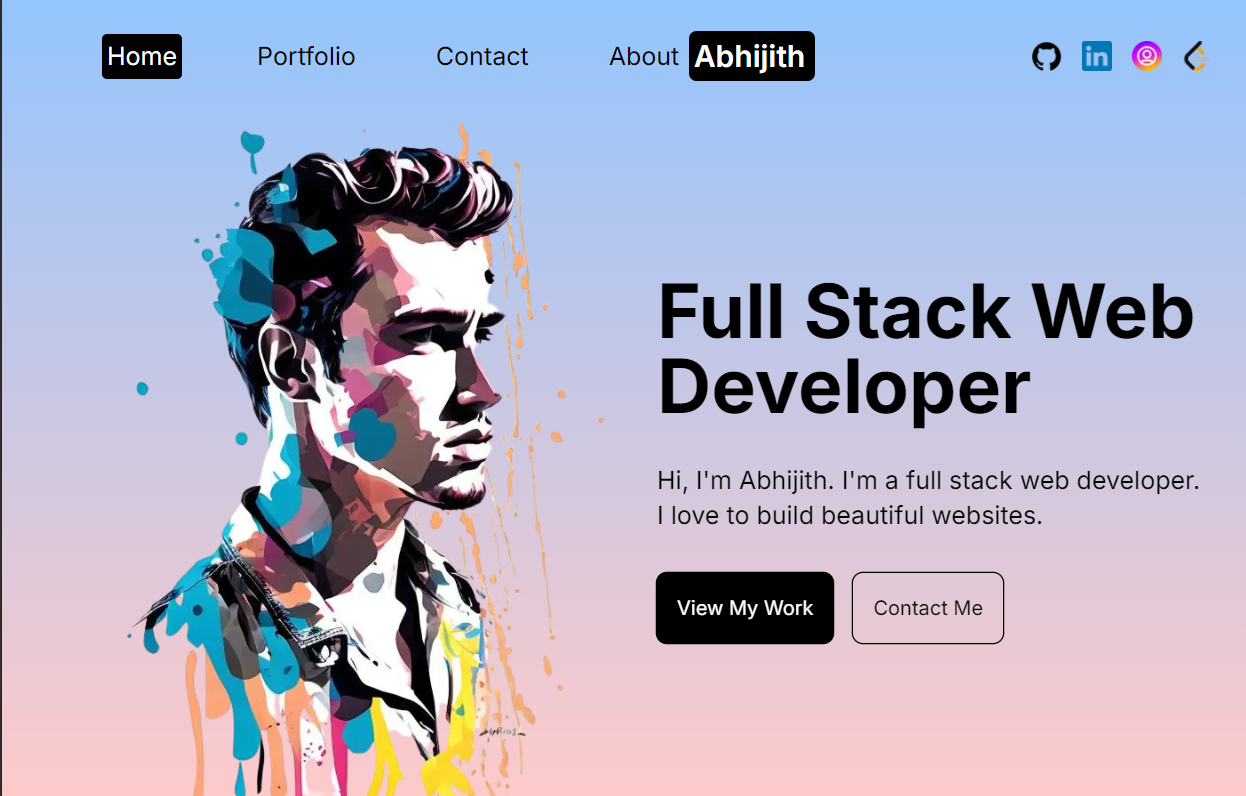 Home Portfolio Contact About Abhijith
in
Full Stack Web
Developer
Hi, I'm Abhijith. I'm a full stack web developer.
I love to build beautiful websites.
View My Work Contact Me